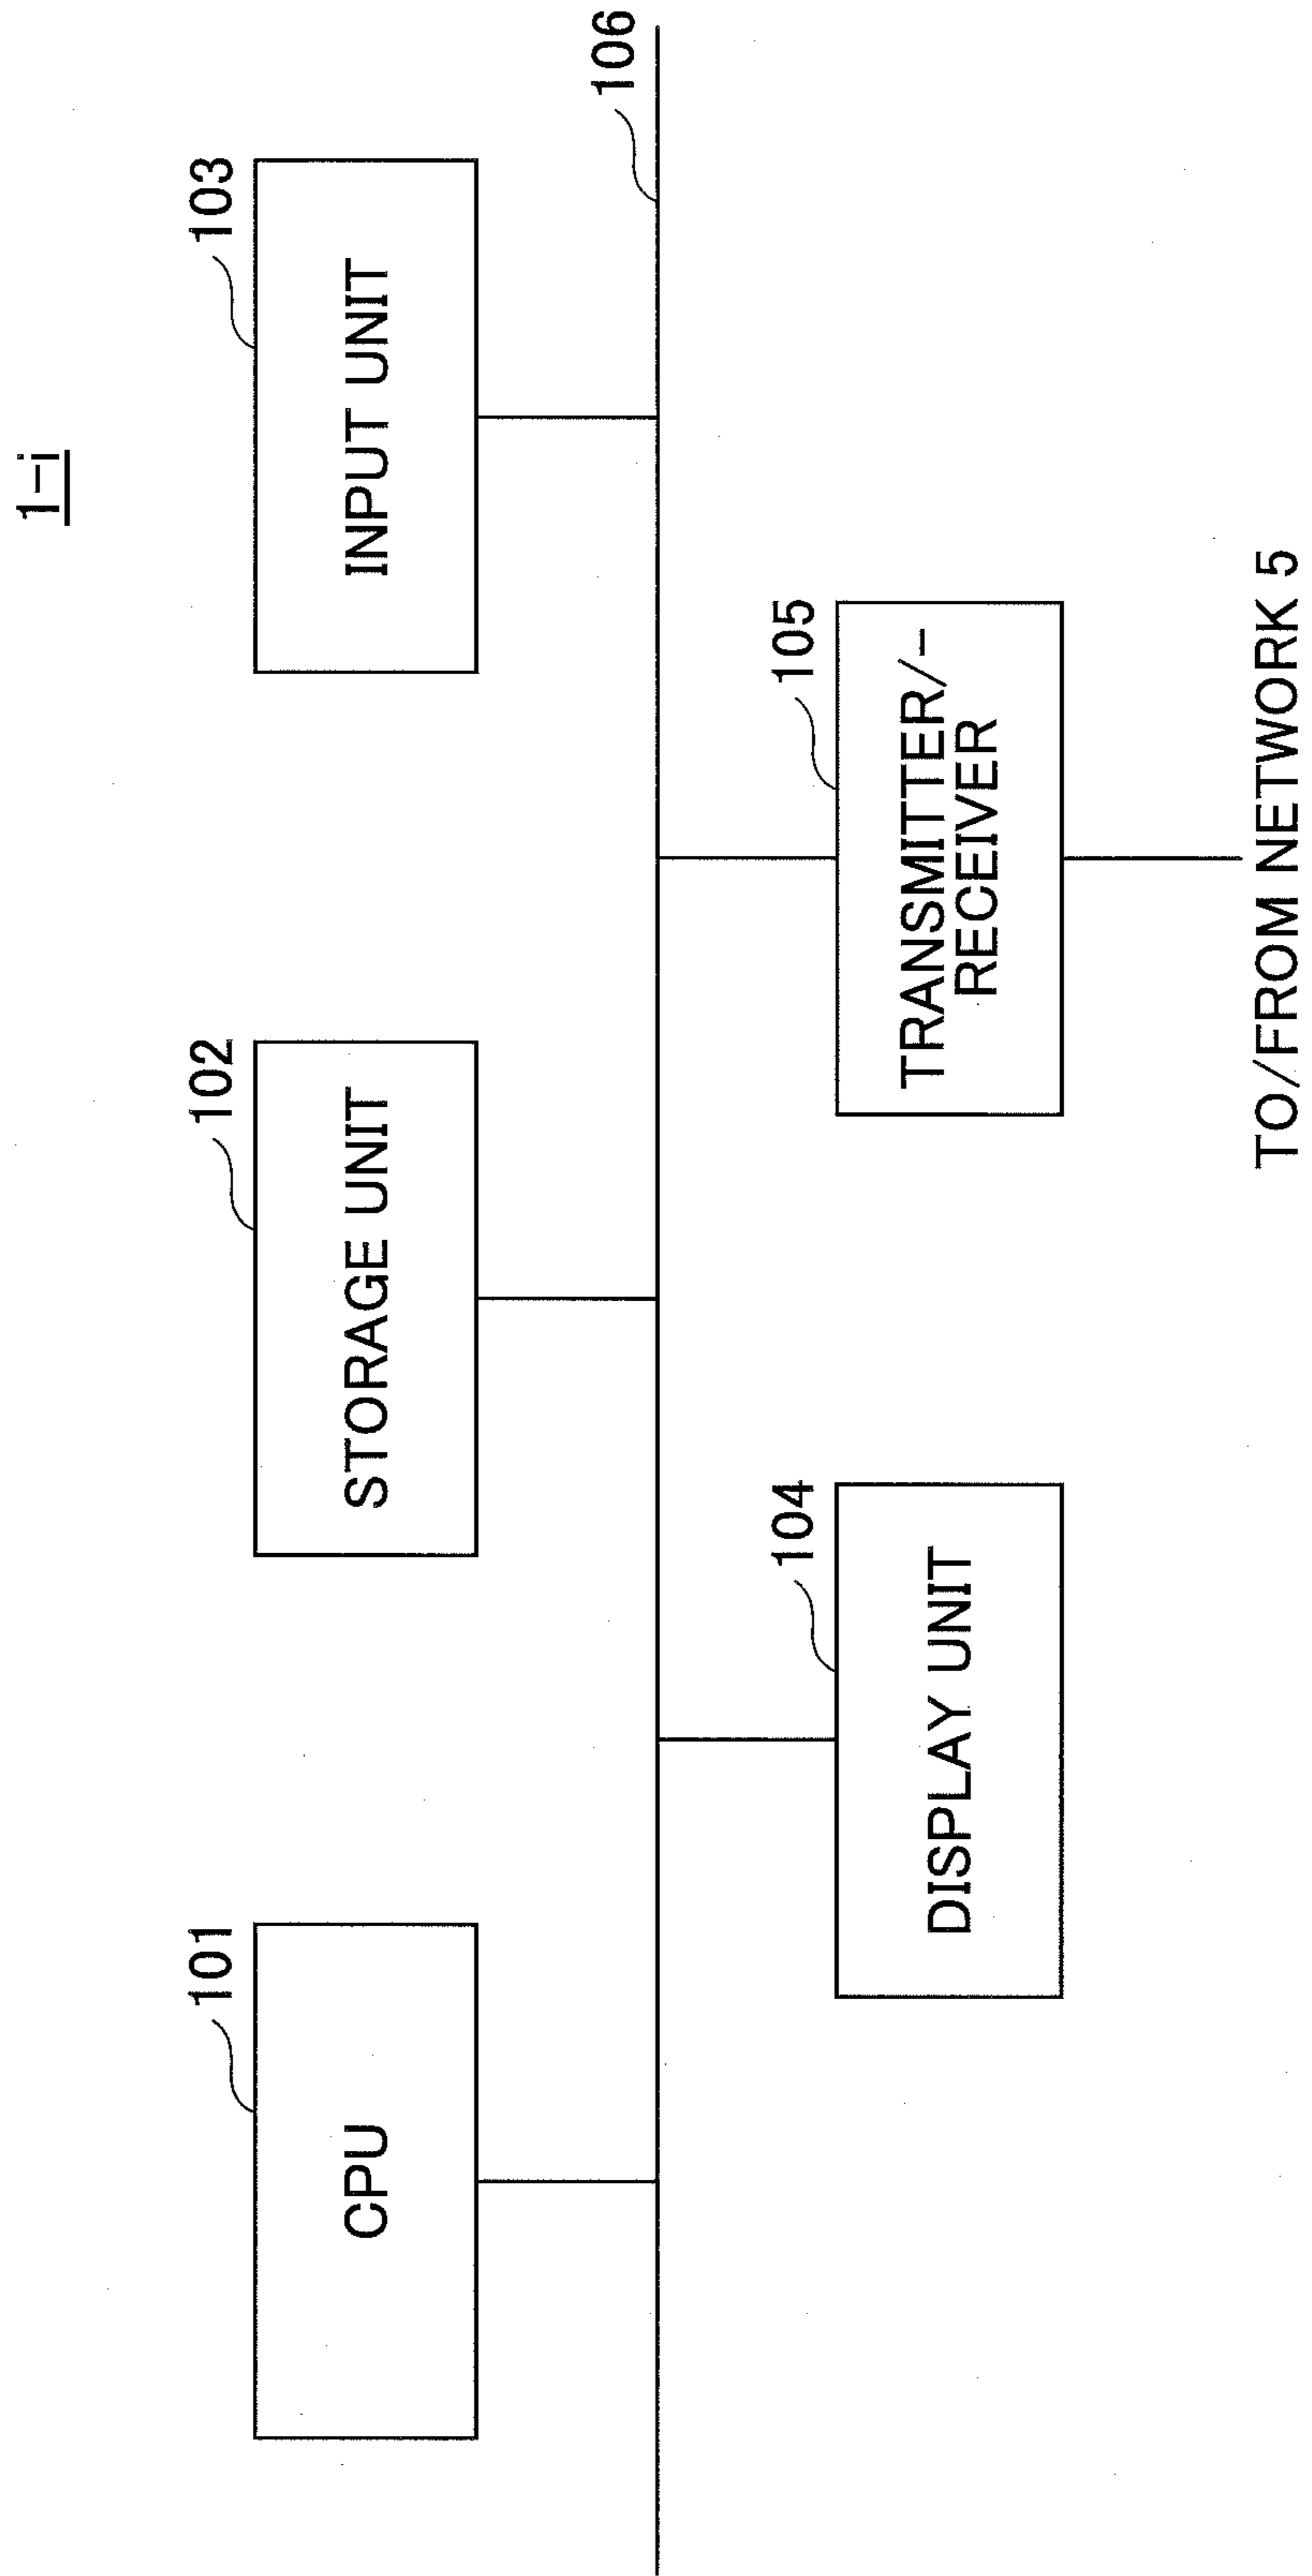 1-i
101
CPU
102
STORAGE UNIT
103
INPUT UNIT
106
104
DISPLAY UNIT
105
TRANSMITTER/-
RECEIVER
TO/FROM NETWORK 5